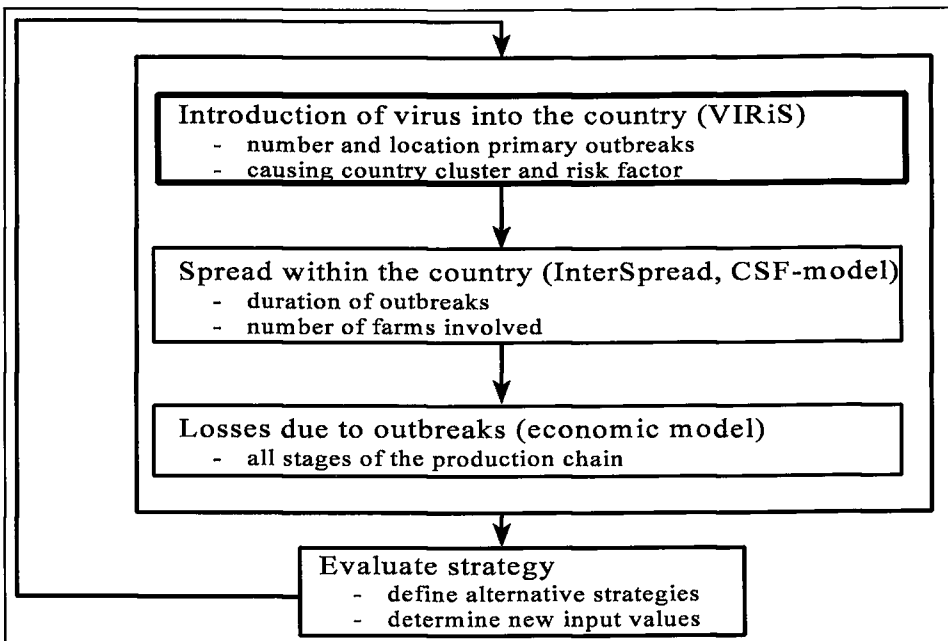 Introduction of virus into the country (VIRiS)
- number and location primary outbreaks
- causing country cluster and risk factor
Spread within the country (InterSpread, CSF-model)
- duration of outbreaks
- number of farms involved
Losses due to outbreaks (economic model)
- all stages of the production chain
Evaluate strategy
- define alternative strategies
- determine new input values